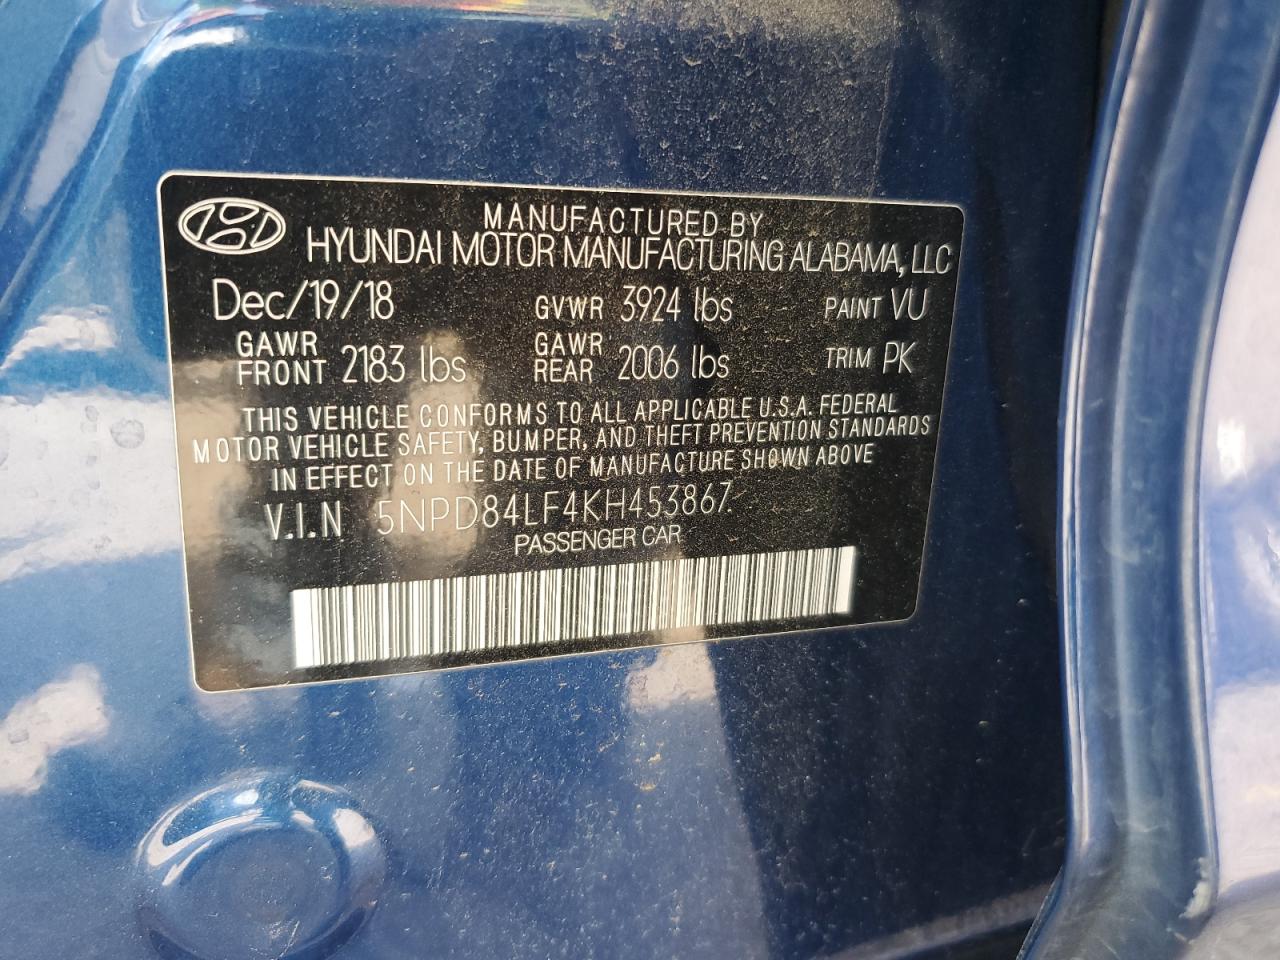 MANUFACTURED BY
HYUNDAI MOTOR MANUFACTURING ALABAMA, LLC
Dec/19/18 GVWR 3924 lbs PAINT VU
GAWR FRONT 2183 lbs GAWR REAR 2006 lbs TRIM PK
THIS VEHICLE CONFORMS TO ALL APPLICABLE U.S.A. FEDERAL
MOTOR VEHICLE SAFETY, BUMPER, AND THEFT PREVENTION STANDARDS
IN EFFECT ON THE DATE OF MANUFACTURE SHOWN ABOVE
V.I.N 5NPD84LF4KH453867.
PASSENGER CAR